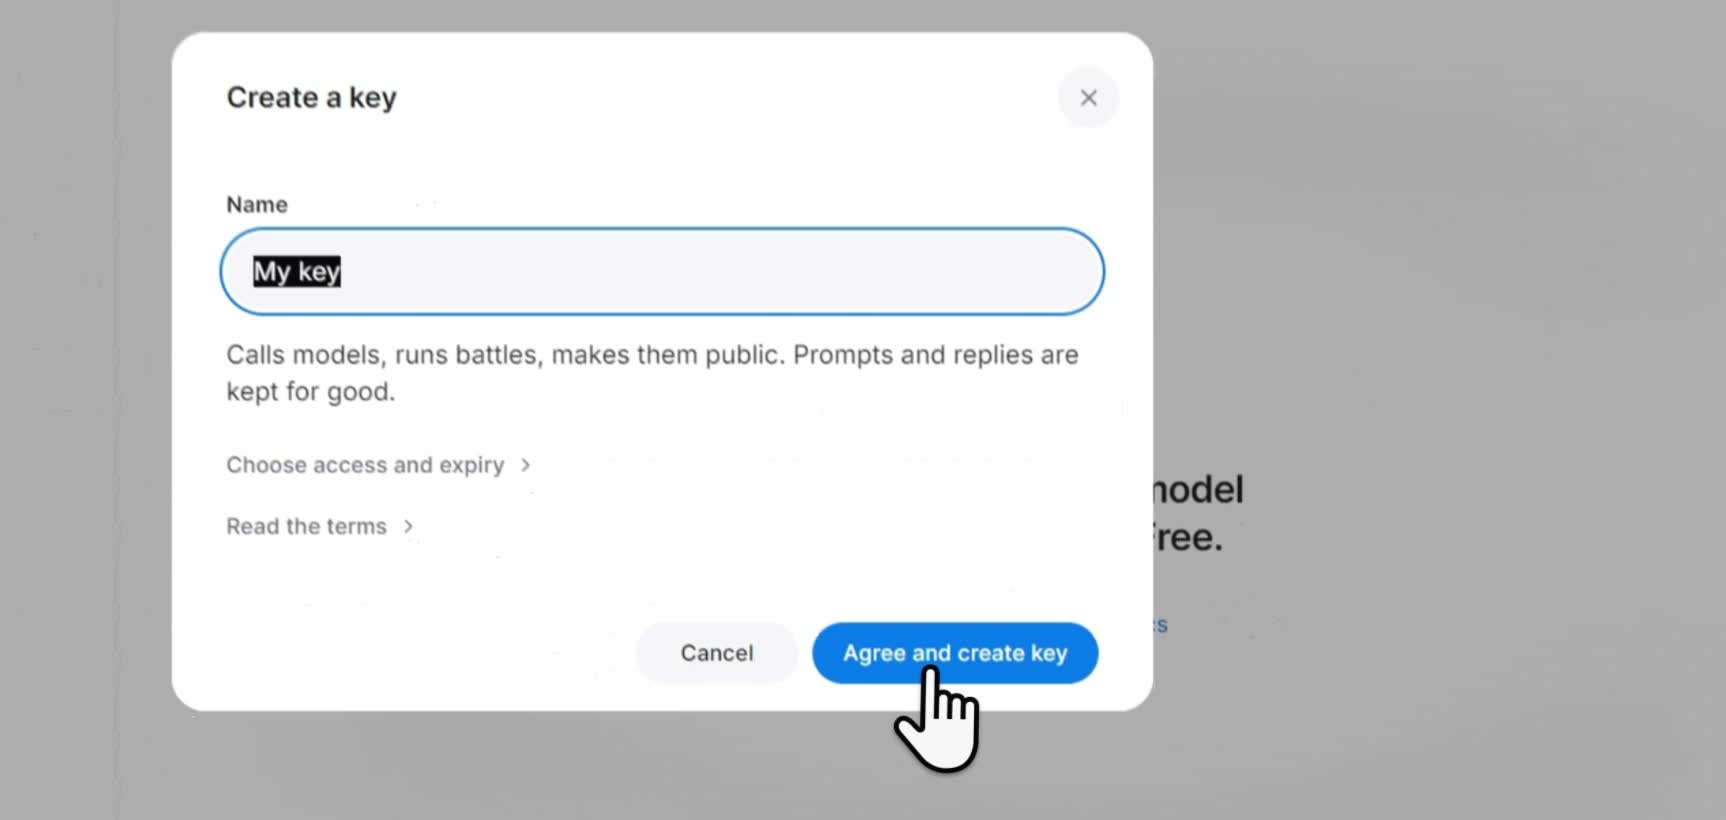 Create a key
Name
My key
Calls models, runs battles, makes them public. Prompts and replies are
kept for good.
Choose access and expiry
Read the terms
Cancel
Agree and create key